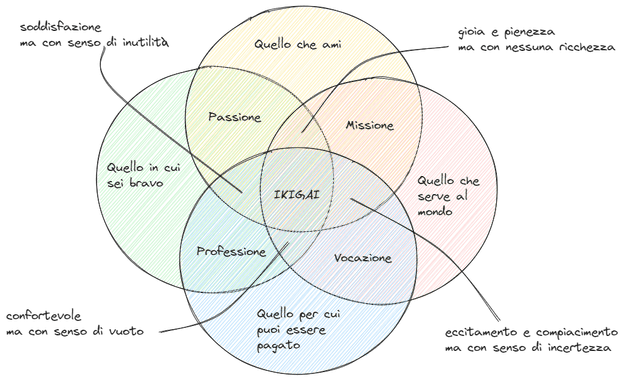 soddisfazione
ma con senso di inutilità
gioia e pienezza
ma con nessuna ricchezza
Quello che ami
Passione
Missione
Quello in cui
sei bravo
Quello che
serve al
mondo
IKIGAI
Professione
Vocazione
Quello per cui
puoi essere
pagato
confortevole
ma con senso di vuoto
eccitamento e compiacimento
ma con senso di incertezza